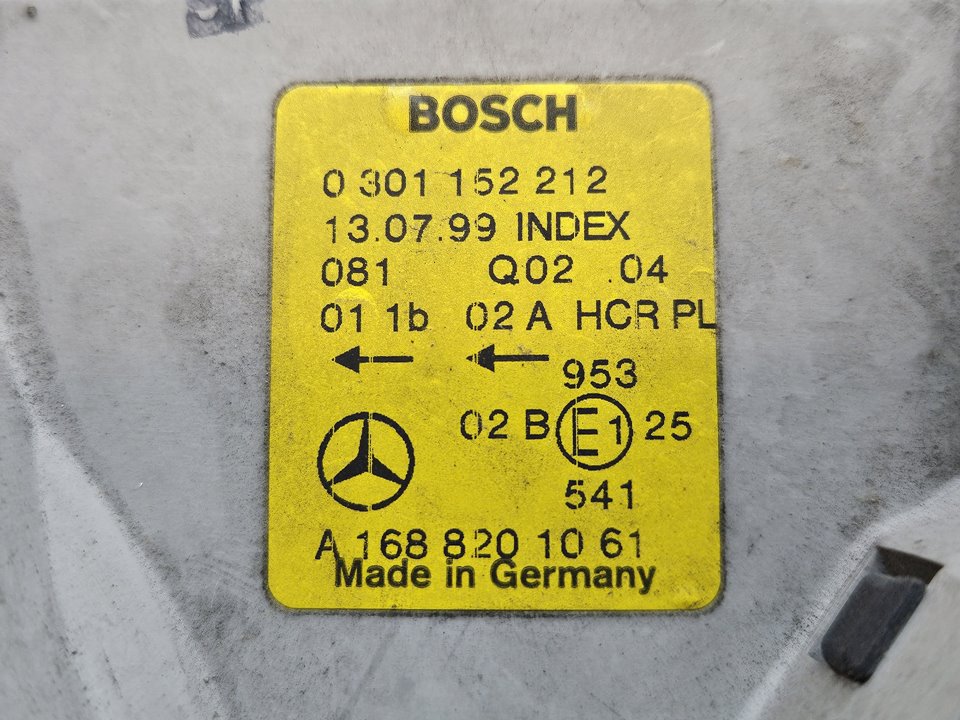 BOSCH
0 301 152 212
13.07.99 INDEX
081 Q02 .04
01 1b 02 A HCR PL
953
02 B E1 25
541
A 168 820 10 61
Made in Germany